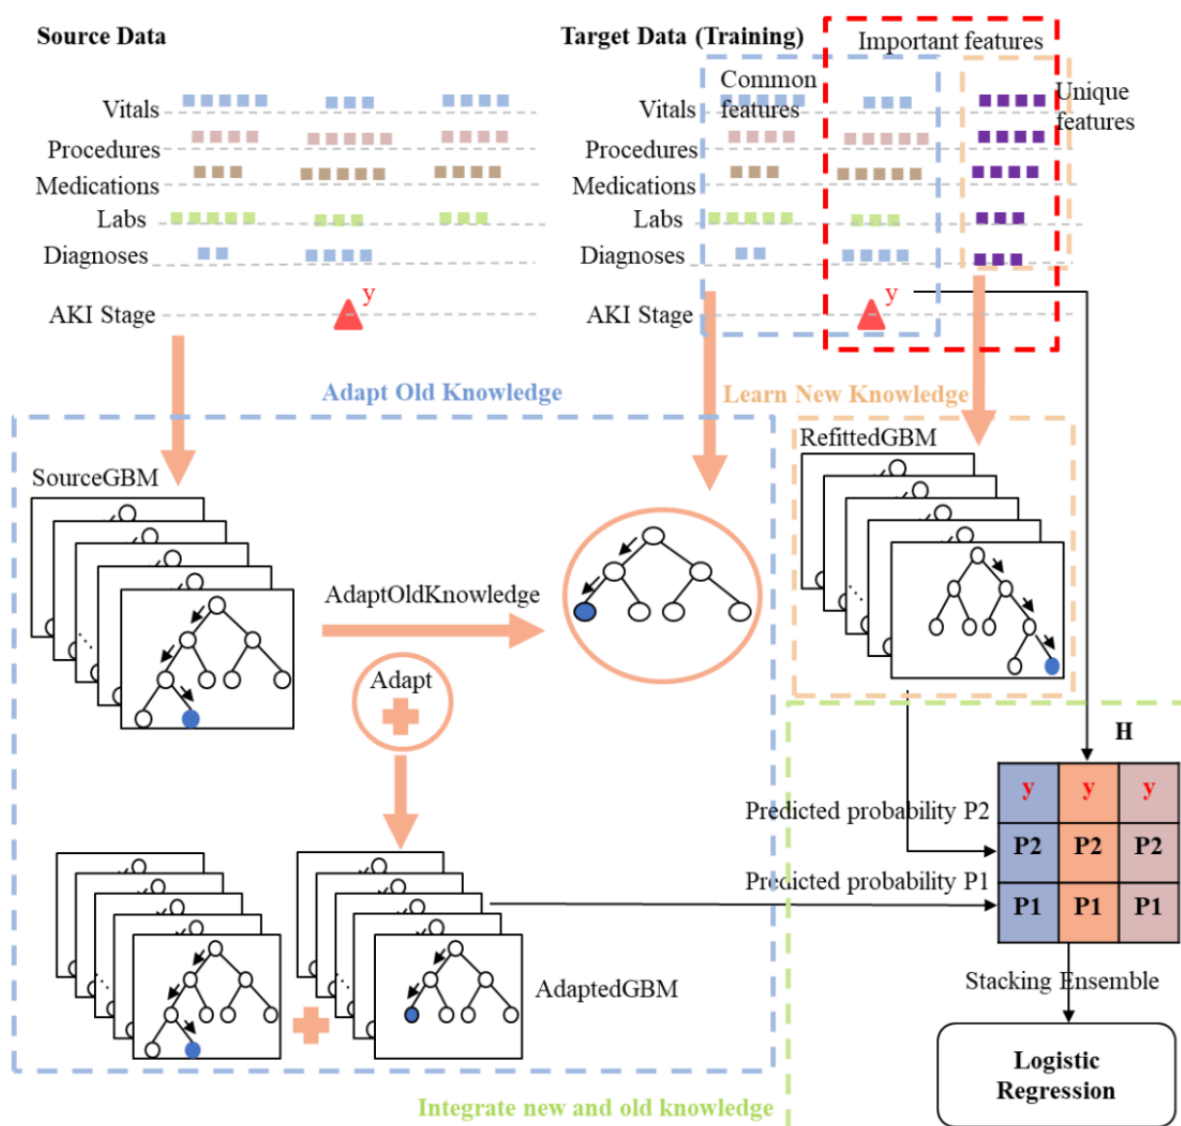 Source Data
Target Data (Training)
Important features
Common
features
Unique
features
Vitals
Procedures
Medications
Labs
Diagnoses
AKI Stage
y
Vitals
Procedures
Medications
Labs
Diagnoses
AKI Stage
y
Adapt Old Knowledge
Learn New Knowledge
SourceGBM
RefittedGBM
AdaptOldKnowledge
Adapt
H
y y y
Predicted probability P2
P2 P2 P2
Predicted probability P1
P1 P1 P1
AdaptedGBM
Stacking Ensemble
Logistic
Regression
Integrate new and old knowledge